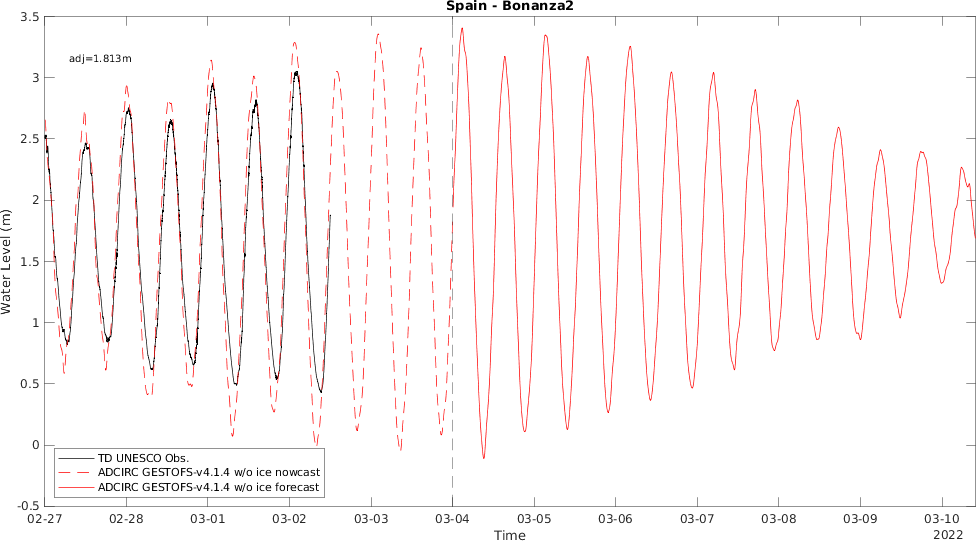 Spain - Bonanza2
adj=1.813m
Water Level (m)
3.5
3
2.5
2
1.5
1
0.5
0
-0.5
TD UNESCO Obs.
ADCIRC GESTOFS-v4.1.4 w/o ice nowcast
ADCIRC GESTOFS-v4.1.4 w/o ice forecast
02-27 02-28 03-01 03-02 03-03 03-04 03-05 03-06 03-07 03-08 03-09 03-10
Time
2022